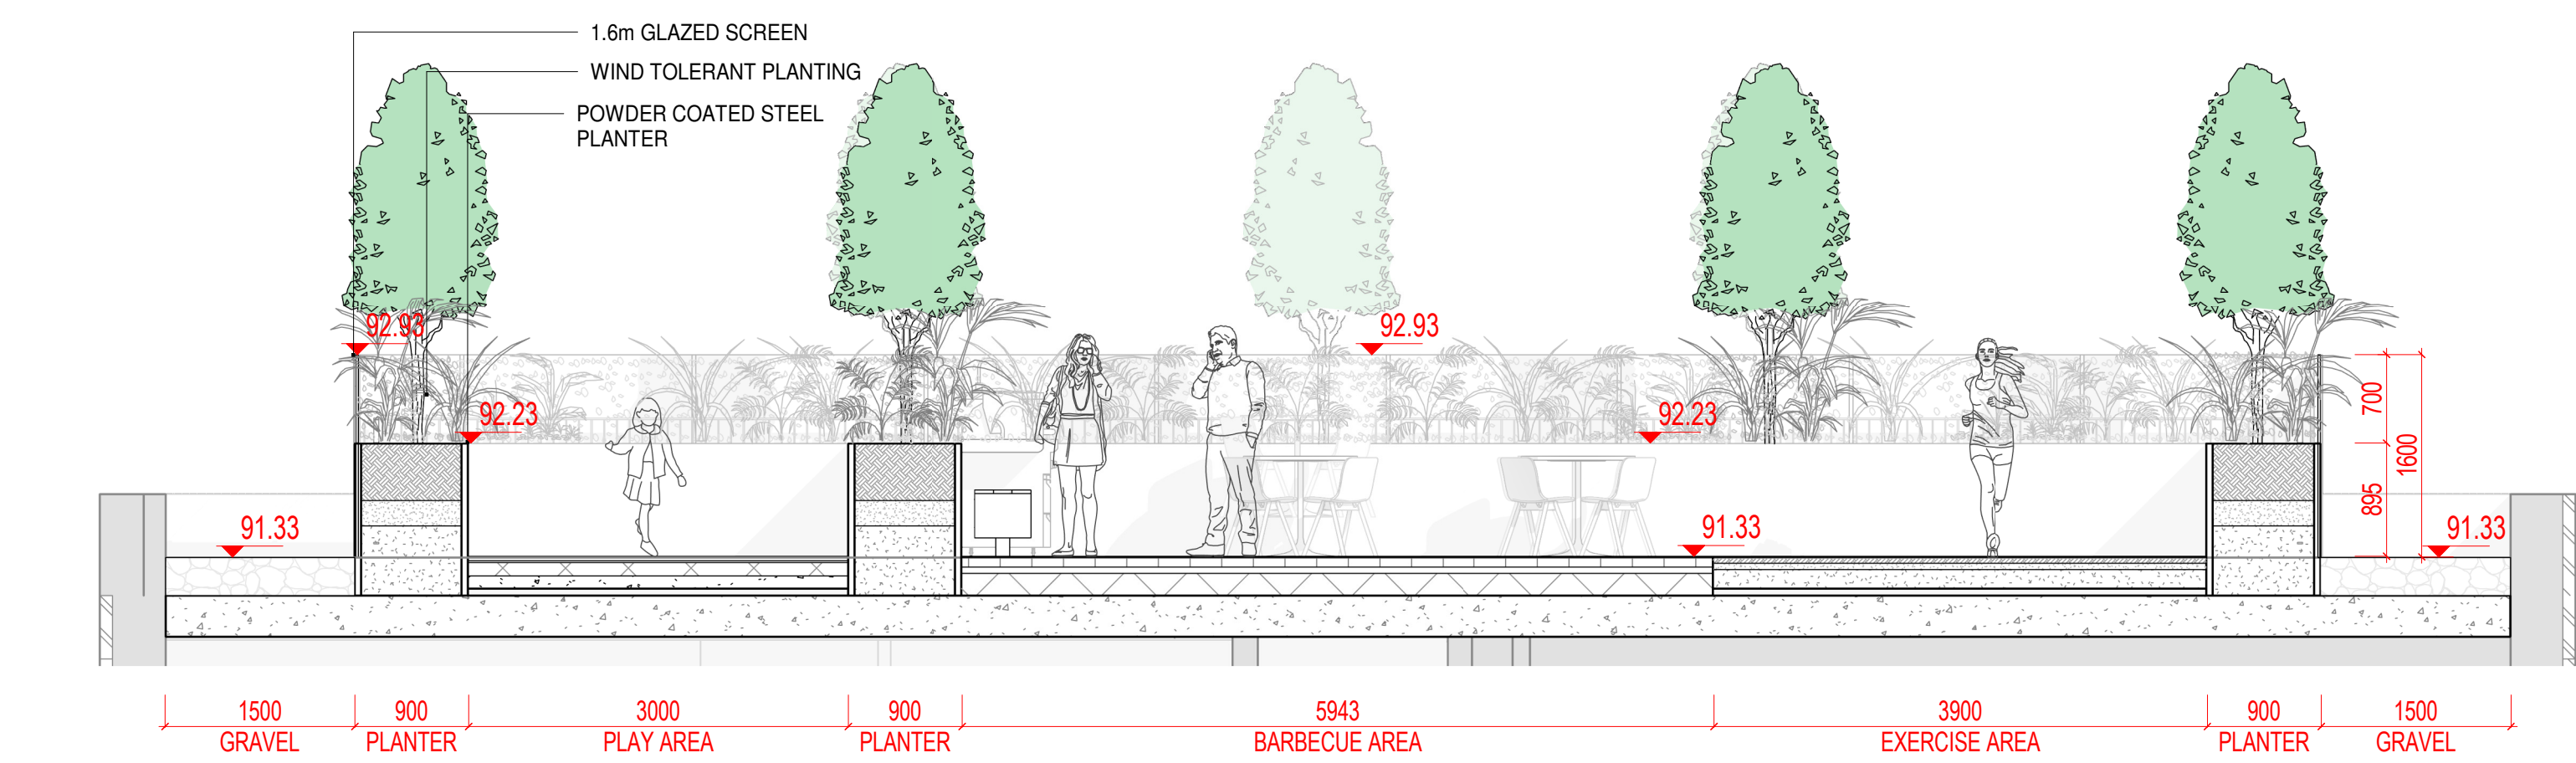 1.6m GLAZED SCREEN
WIND TOLERANT PLANTING
POWDER COATED STEEL
PLANTER
92.93
92.93
92.23
92.23
91.33
91.33
91.33
700
1600
895
1500
900
3000
900
5943
3900
900
1500
GRAVEL
PLANTER
PLAY AREA
PLANTER
BARBECUE AREA
EXERCISE AREA
PLANTER
GRAVEL